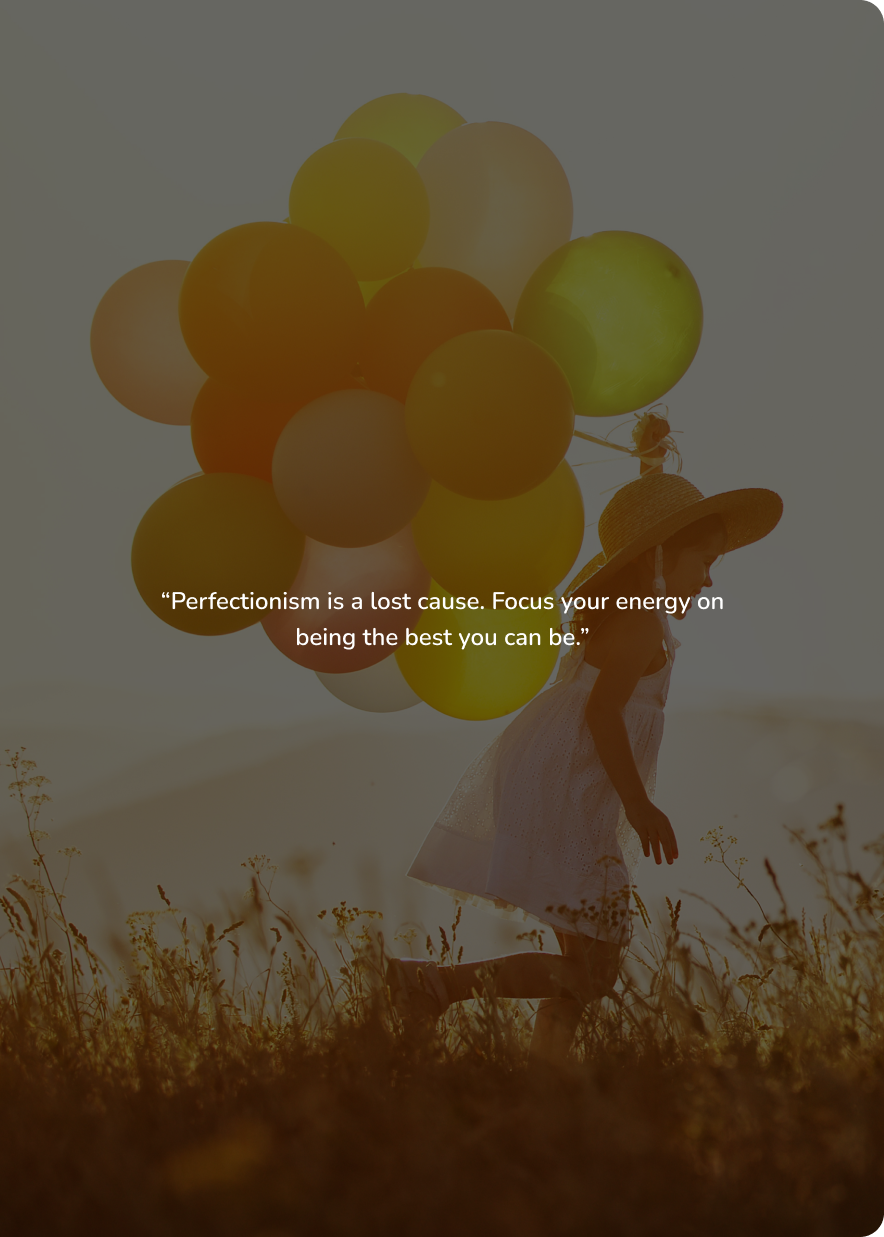 “Perfectionism is a lost cause. Focus your energy on
being the best you can be.”